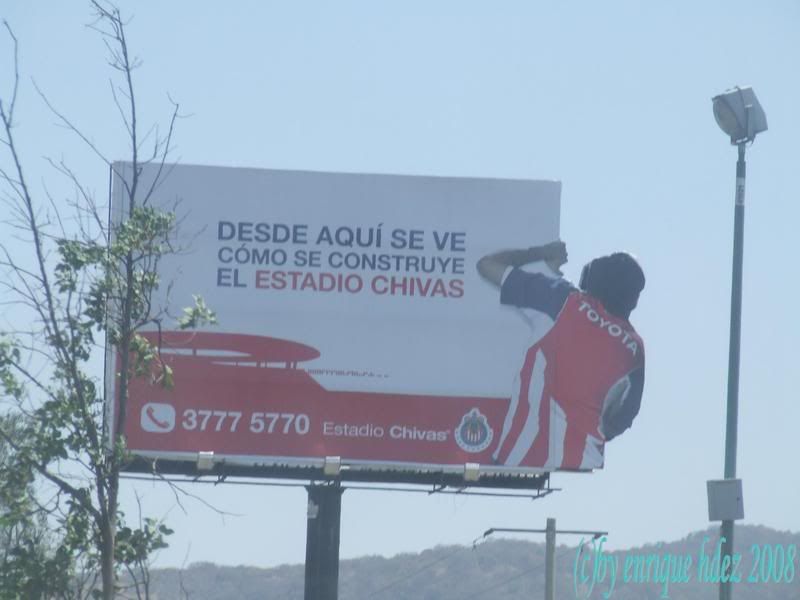 DESDE AQUÍ SE VE
CÓMO SE CONSTRUYE
EL ESTADIO CHIVAS
TOYOTA
3777 5770
Estadio Chivas
(c)by enrique hdez 2008